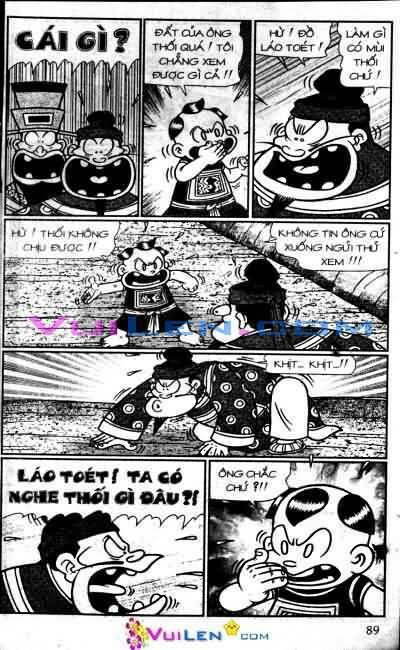 CÁI GÌ?
ĐẤT CỦA ÔNG
THỐI QUÁ! TÔI
CHẲNG XEM
ĐƯỢC GÌ CẢ!!
HỪ! ĐỒ
LÁO TOÉT!
LÀM GÌ
CÓ MÙI
THỐI
CHỨ!
HỪ! THỐI KHÔNG
CHỊU ĐƯỢC!!
KHÔNG TIN ÔNG CỨ
XUỐNG NGỬI THỬ
XEM!!!
VUILEN.COM
KHỊT... KHỊT...!!
LÁO TOÉT! TA CÓ
NGHE THỐI GÌ ĐÂU?!
ÔNG CHẮC
CHỨ?!!
89
VUILEN.COM